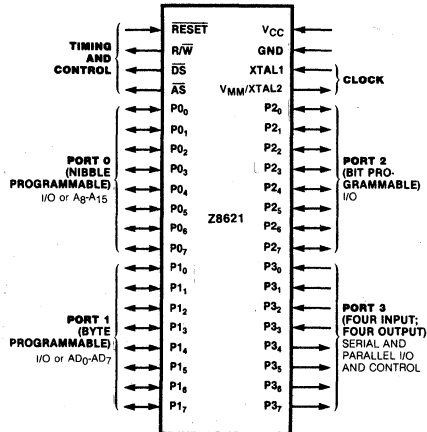 TIMING
AND
CONTROL
RESET
R/W
DS
AS
PORT 0
(NIBBLE
PROGRAMMABLE)
I/O or A8-A15
P00
P01
P02
P03
P04
P05
P06
P07
PORT 1
(BYTE
PROGRAMMABLE)
I/O or AD0-AD7
P10
P11
P12
P13
P14
P15
P16
P17
Z8621
VCC
GND
XTAL1
VMM/XTAL2
CLOCK
P20
P21
P22
P23
P24
P25
P26
P27
PORT 2
(BIT PRO-
GRAMMABLE)
I/O
P30
P31
P32
P33
P34
P35
P36
P37
PORT 3
(FOUR INPUT;
FOUR OUTPUT)
SERIAL AND
PARALLEL I/O
AND CONTROL